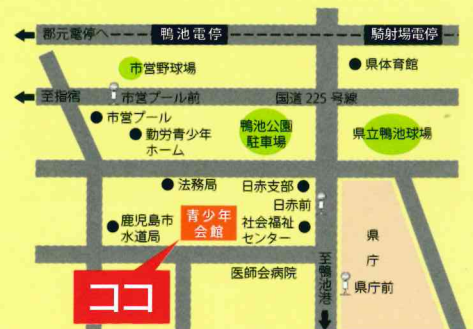 郡元電停へ
鴨池電停
騎射場電停
市営野球場
県体育館
至指宿
市営プール前
国道225号線
市営プール
勤労青少年
ホーム
鴨池公園
駐車場
県立鴨池球場
法務局
日赤支部
日赤前
鹿児島市
水道局
青少年
会館
社会福祉
センター
県
庁
医師会病院
至鴨池港
県庁前
ココ